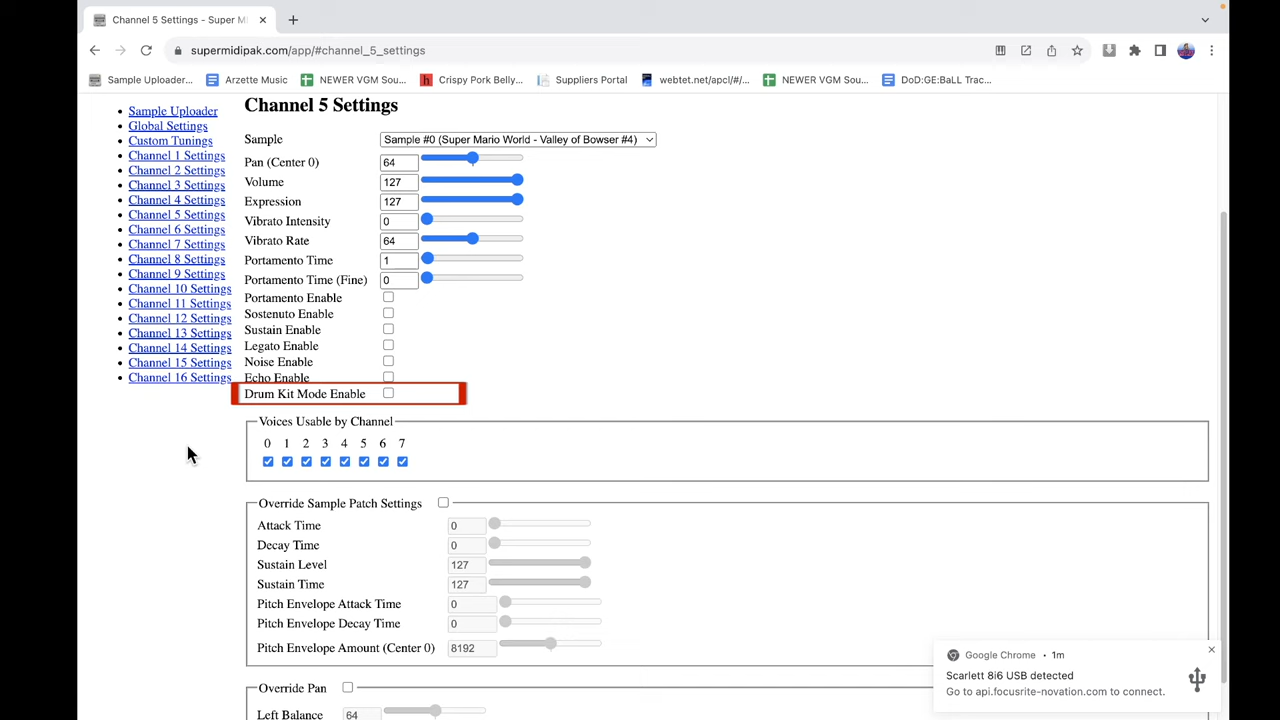 Channel 5 Settings - Super M
supermidipak.com/app/#channel_5_settings
Sample Uploader...
Arzette Music
NEWER VGM Sou...
Crispy Pork Belly...
Suppliers Portal
webtet.net/apcl/#/...
NEWER VGM Sou...
DoD:GE:BaLL Trac...
Sample Uploader
Global Settings
Custom Tunings
Channel 1 Settings
Channel 2 Settings
Channel 3 Settings
Channel 4 Settings
Channel 5 Settings
Channel 6 Settings
Channel 7 Settings
Channel 8 Settings
Channel 9 Settings
Channel 10 Settings
Channel 11 Settings
Channel 12 Settings
Channel 13 Settings
Channel 14 Settings
Channel 15 Settings
Channel 16 Settings
Channel 5 Settings
Sample Sample #0 (Super Mario World - Valley of Bowser #4)
Pan (Center 0) 64
Volume 127
Expression 127
Vibrato Intensity 0
Vibrato Rate 64
Portamento Time 1
Portamento Time (Fine) 0
Portamento Enable
Sostenuto Enable
Sustain Enable
Legato Enable
Noise Enable
Echo Enable
Drum Kit Mode Enable
Voices Usable by Channel
0 1 2 3 4 5 6 7
Override Sample Patch Settings
Attack Time 0
Decay Time 0
Sustain Level 127
Sustain Time 127
Pitch Envelope Attack Time 0
Pitch Envelope Decay Time 0
Pitch Envelope Amount (Center 0) 8192
Override Pan
Left Balance 64
Google Chrome • 1m
Scarlett 8i6 USB detected
Go to api.focusrite-novation.com to connect.